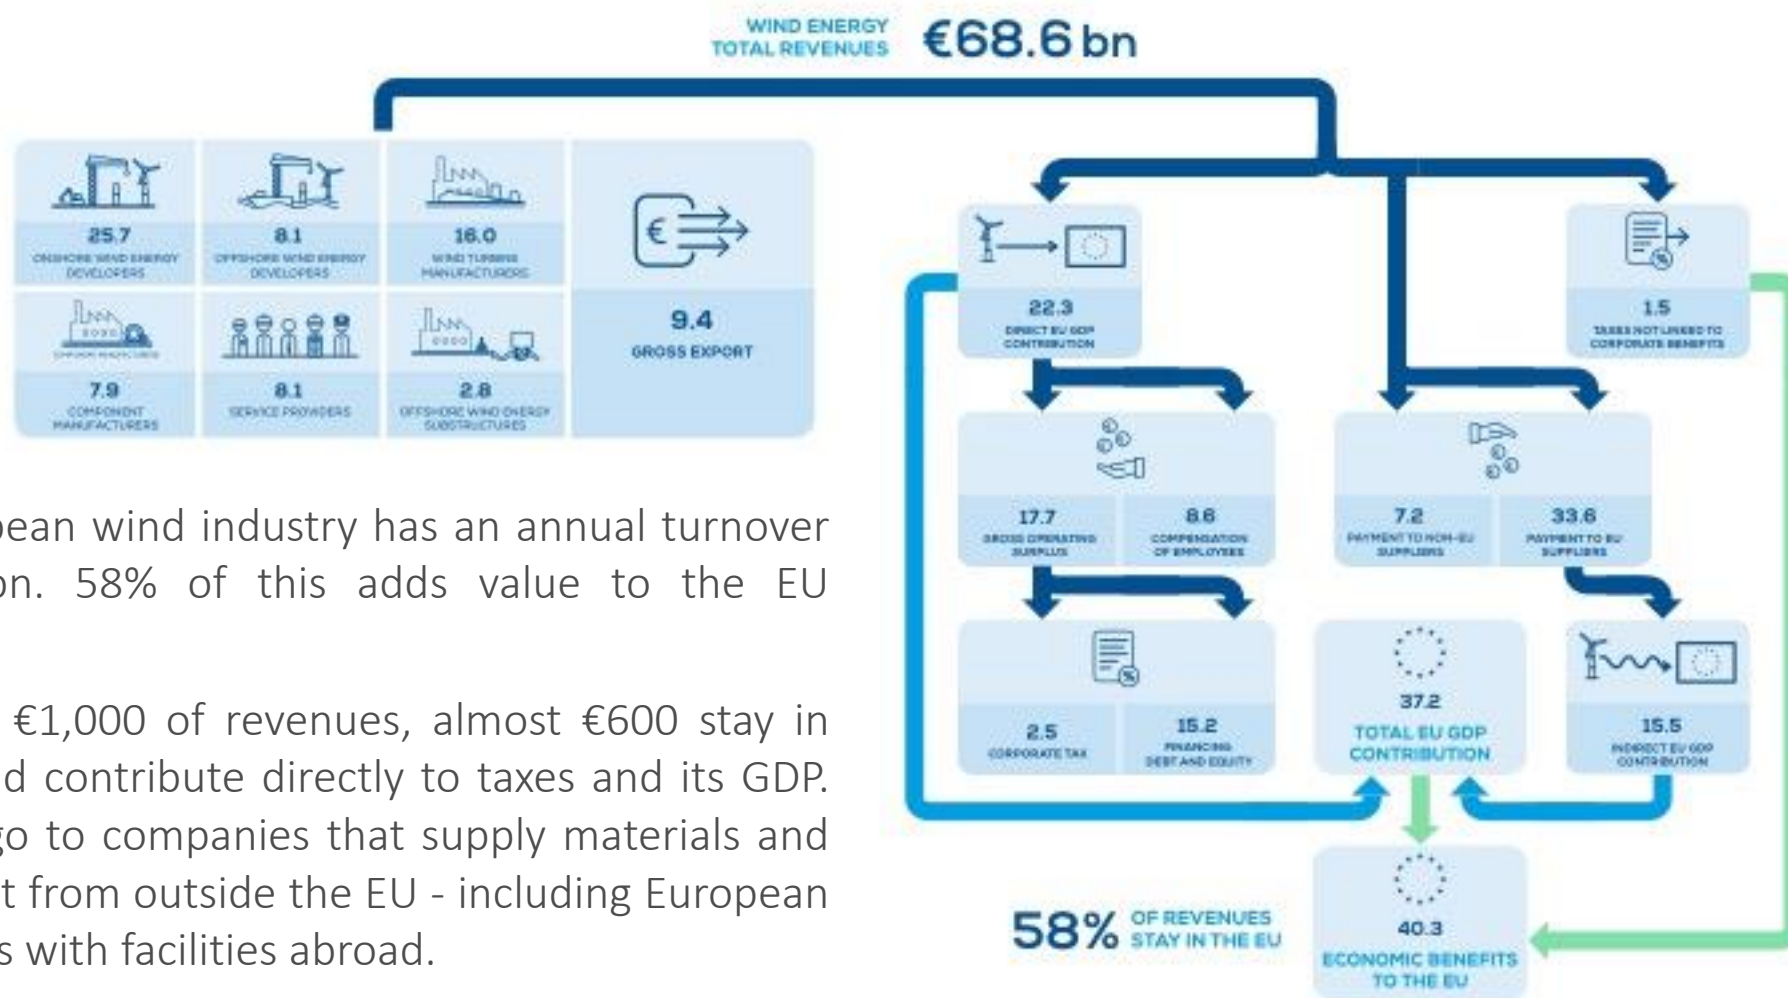 WIND ENERGY
TOTAL REVENUES
€68.6 bn
25.7
ONSHORE WIND ENERGY
DEVELOPERS
8.1
OFFSHORE WIND ENERGY
DEVELOPERS
16.0
WIND TURBINE
MANUFACTURERS
7.9
COMPONENT
MANUFACTURERS
8.1
SERVICE PROVIDERS
2.8
OFFSHORE WIND ENERGY
SUBSTRUCTURES
9.4
GROSS EXPORT
pean wind industry has an annual turnover
bn. 58% of this adds value to the EU
€1,000 of revenues, almost €600 stay in
d contribute directly to taxes and its GDP.
go to companies that supply materials and
t from outside the EU - including European
s with facilities abroad.
22.3
DIRECT EU GDP
CONTRIBUTION
1.5
TAXES NOT LINKED TO
CORPORATE BENEFITS
17.7
GROSS OPERATING
SURPLUS
8.6
COMPENSATION
OF EMPLOYEES
7.2
PAYMENT TO NON-EU
SUPPLIERS
33.6
PAYMENT TO EU
SUPPLIERS
2.5
CORPORATE TAX
15.2
FINANCING
DEBT AND EQUITY
37.2
TOTAL EU GDP
CONTRIBUTION
15.5
INDIRECT EU GDP
CONTRIBUTION
58% OF REVENUES
STAY IN THE EU
40.3
ECONOMIC BENEFITS
TO THE EU